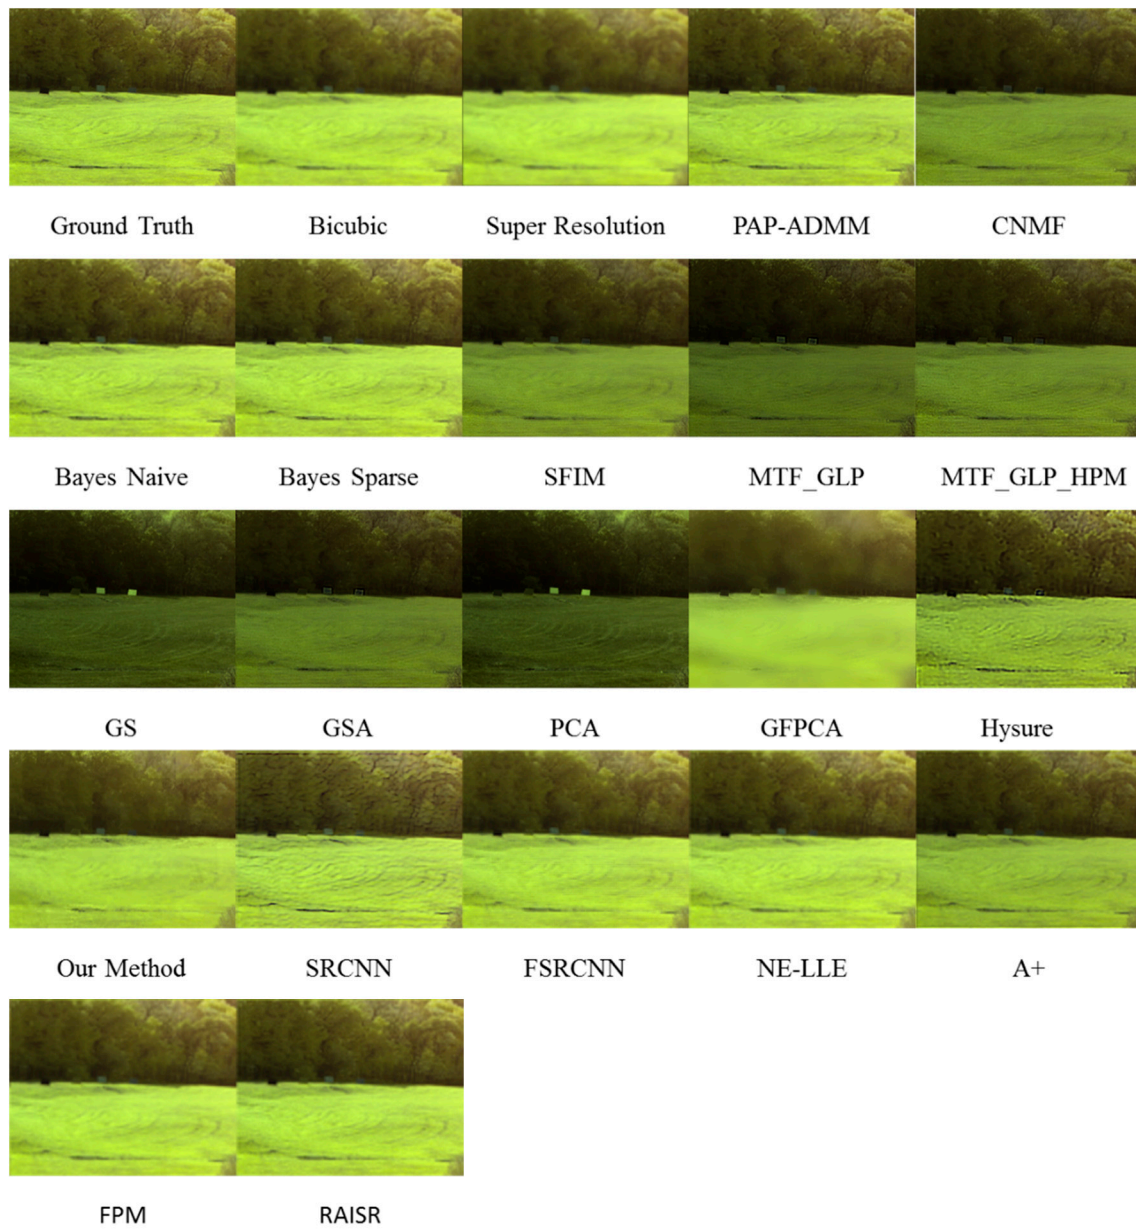 Ground Truth Bicubic Super Resolution PAP-ADMM CNMF
Bayes Naive Bayes Sparse SFIM MTF_GLP MTF_GLP_HPM
GS GSA PCA GFPCA Hysure
Our Method SRCNN FSRCNN NE-LLE A+
FPM RAISR